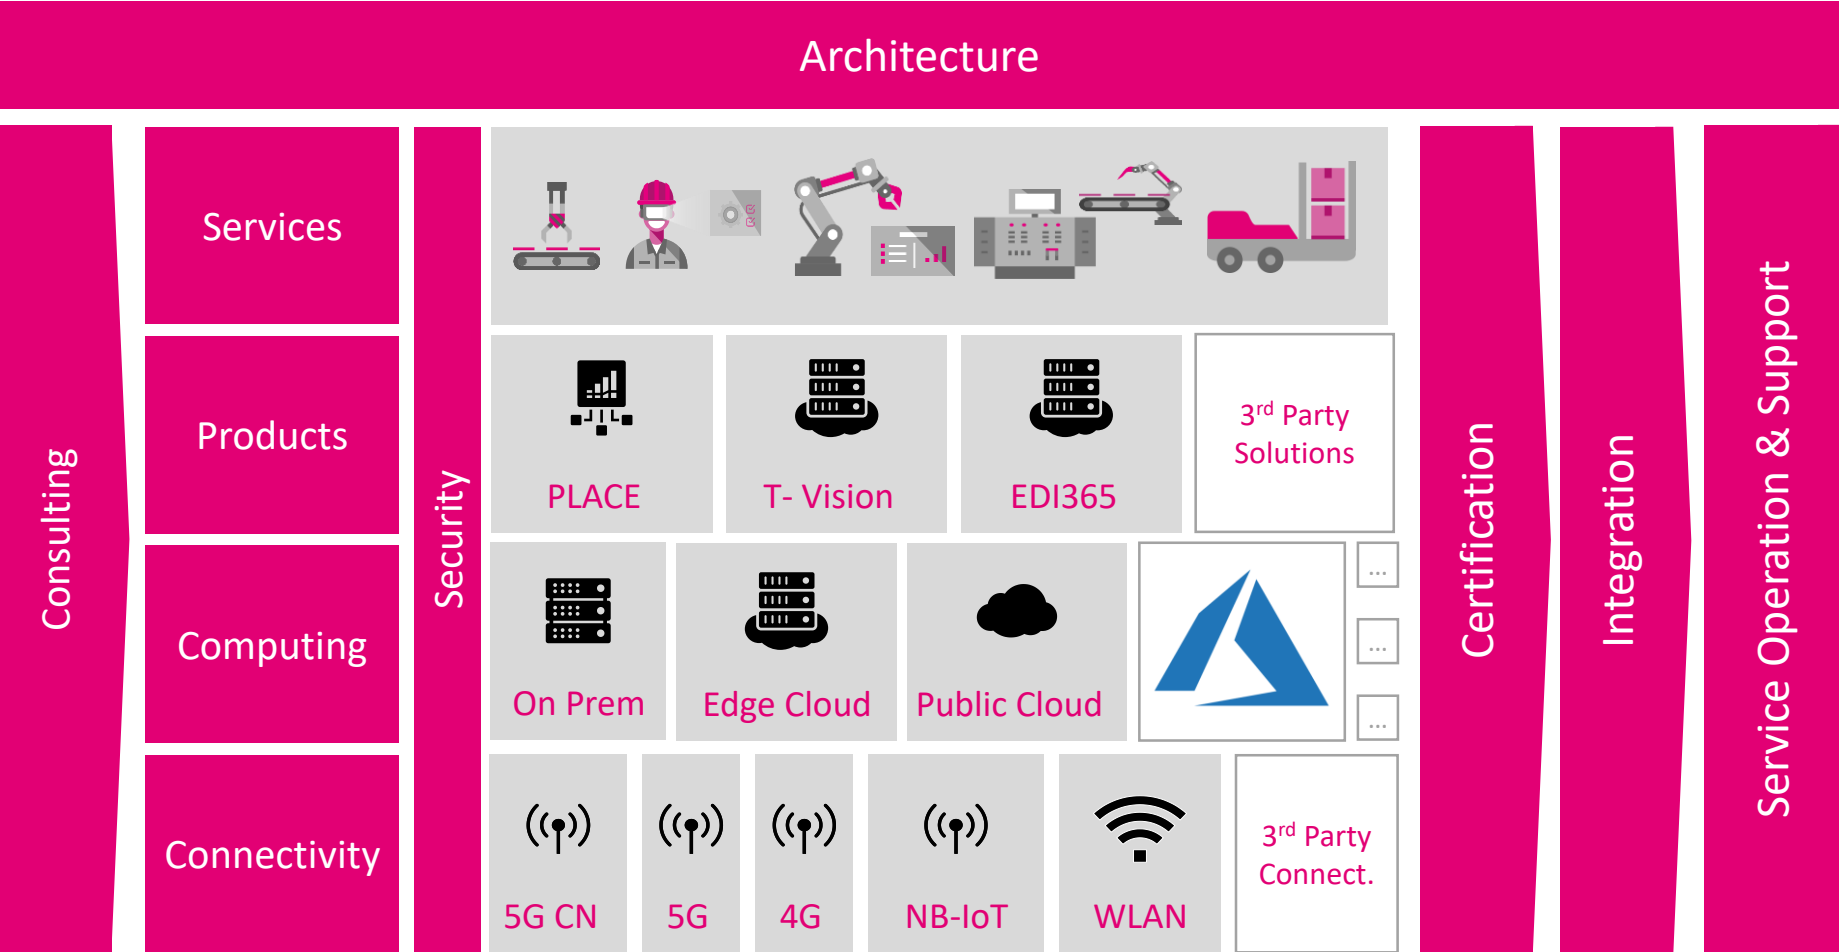 Architecture
Consulting
Services
Security
Products
PLACE
T- Vision
EDI365
3rd Party
Solutions
Computing
On Prem
Edge Cloud
Public Cloud
...
...
...
Connectivity
5G CN
5G
4G
NB-IoT
WLAN
3rd Party
Connect.
Certification
Integration
Service Operation & Support